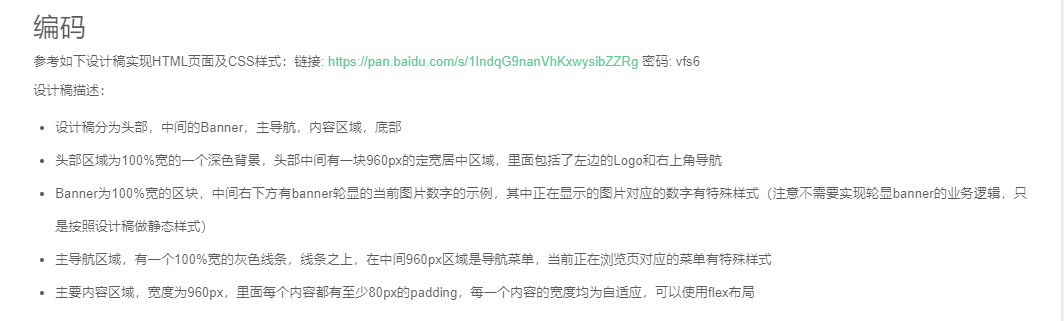 编码
参考如下设计稿实现HTML页面及CSS样式：链接: https://pan.baidu.com/s/1IndqG9nanVhKxwysibZZRg 密码: vfs6
设计稿描述：
• 设计稿分为头部，中间的Banner，主导航，内容区域，底部
• 头部区域为100%宽的一个深色背景，头部中间有一块960px的定宽居中区域，里面包括了左边的Logo和右上角导航
• Banner为100%宽的区块，中间右下方有banner轮显的当前图片数字的示例，其中正在显示的图片对应的数字有特殊样式（注意不需要实现轮显banner的业务逻辑，只
是按照设计稿做静态样式）
• 主导航区域，有一个100%宽的灰色线条，线条之上，在中间960px区域是导航菜单，当前正在浏览页对应的菜单有特殊样式
• 主要内容区域，宽度为960px，里面每个内容都有至少80px的padding，每一个内容的宽度均为自适应，可以使用flex布局